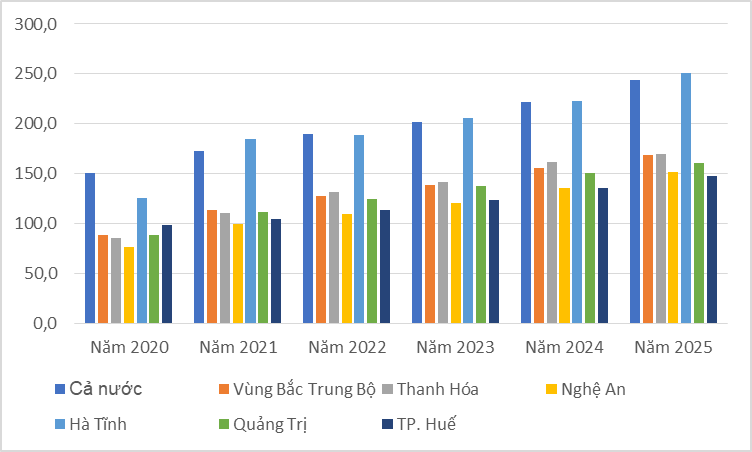 300,0
250,0
200,0
150,0
100,0
50,0
0,0
Năm 2020 Năm 2021 Năm 2022 Năm 2023 Năm 2024 Năm 2025
Cả nước Vùng Bắc Trung Bộ Thanh Hóa Nghệ An
Hà Tĩnh Quảng Trị TP. Huế